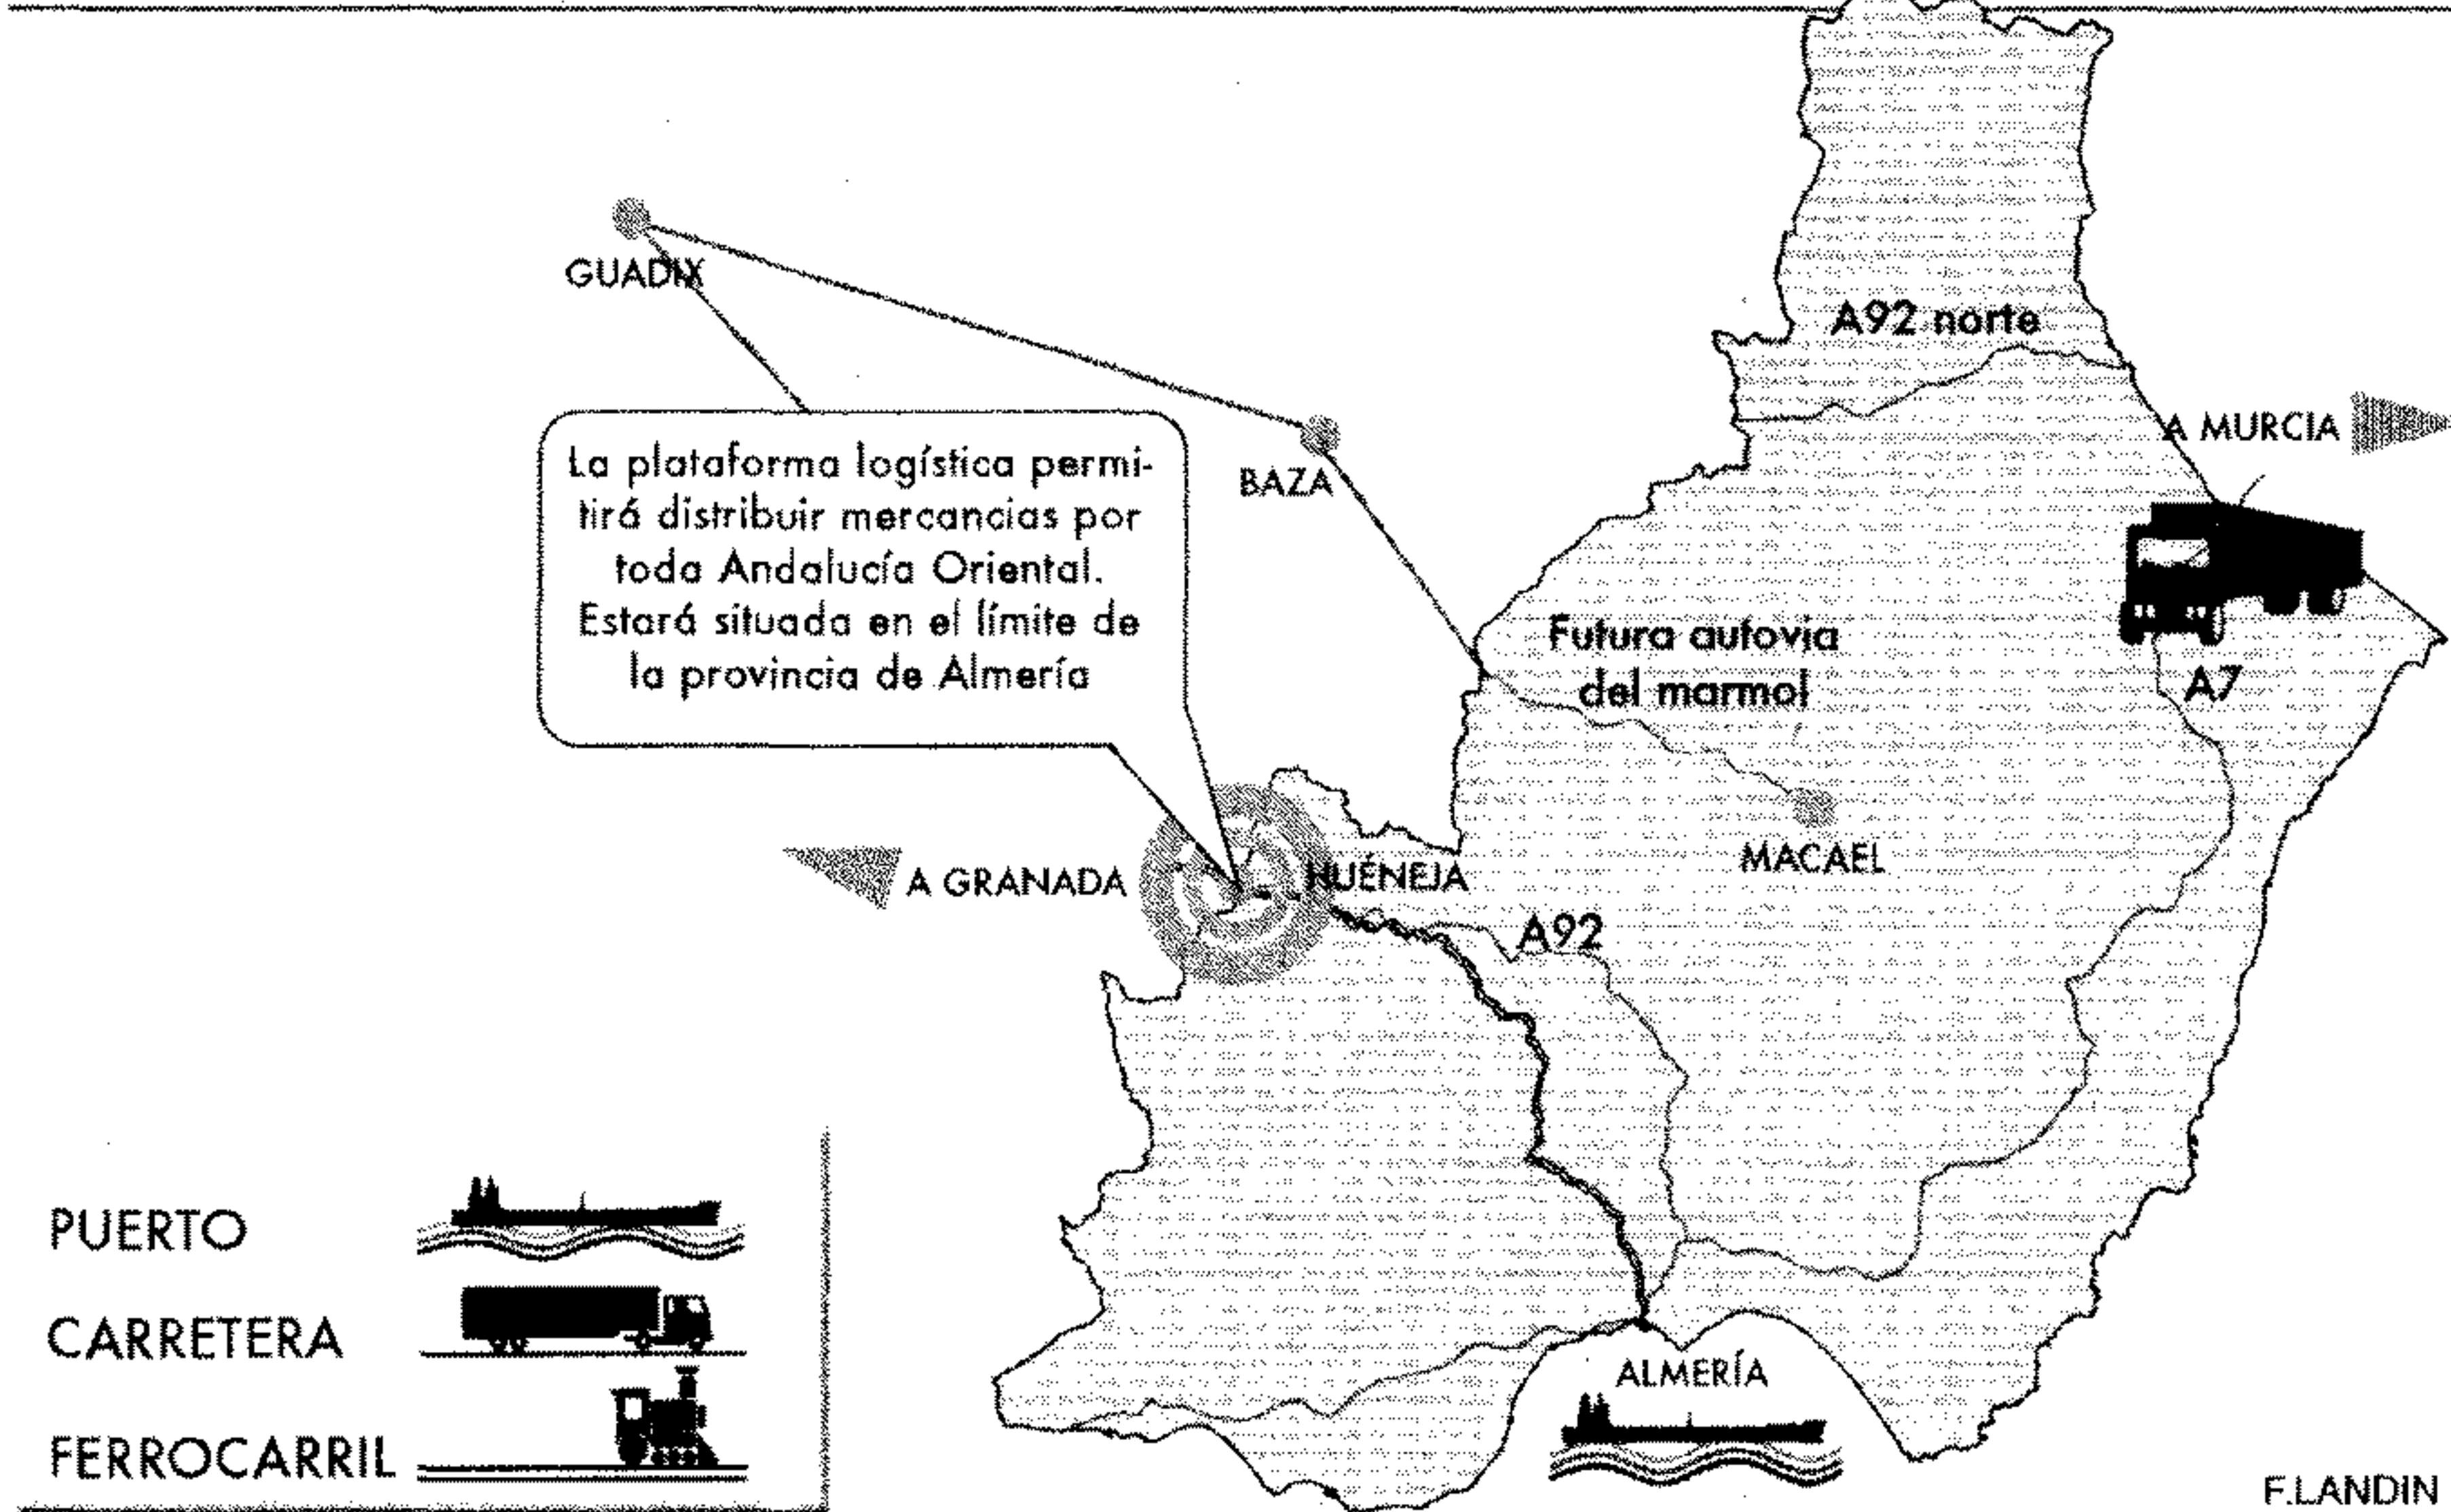 GUADIX
A92 norte
A MURCIA
BAZA
La plataforma logística permi-
tirá distribuir mercancias por
toda Andalucía Oriental.
Estará situada en el límite de
la provincia de Almería
Futura autovia
del marmol
A7
A GRANADA
HUÉNEJA
MACAEL
A92
PUERTO
CARRETERA
FERROCARRIL
ALMERÍA
F.LANDIN